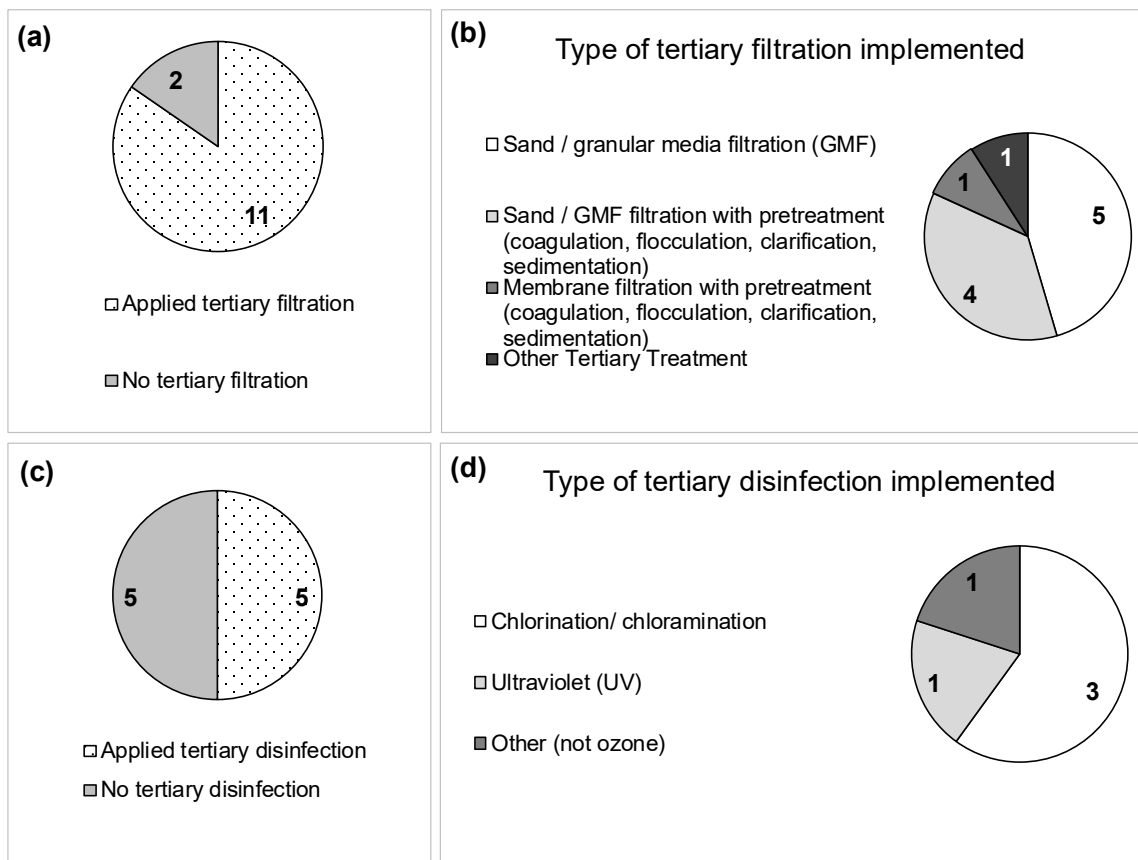 (a)
2
11
Applied tertiary filtration
No tertiary filtration
(b)
Type of tertiary filtration implemented
Sand / granular media filtration (GMF)
Sand / GMF filtration with pretreatment
(coagulation, flocculation, clarification,
sedimentation)
Membrane filtration with pretreatment
(coagulation, flocculation, clarification,
sedimentation)
Other Tertiary Treatment
1
1
5
4
(c)
5
5
Applied tertiary disinfection
No tertiary disinfection
(d)
Type of tertiary disinfection implemented
Chlorination/ chloramination
Ultraviolet (UV)
Other (not ozone)
1
1
3